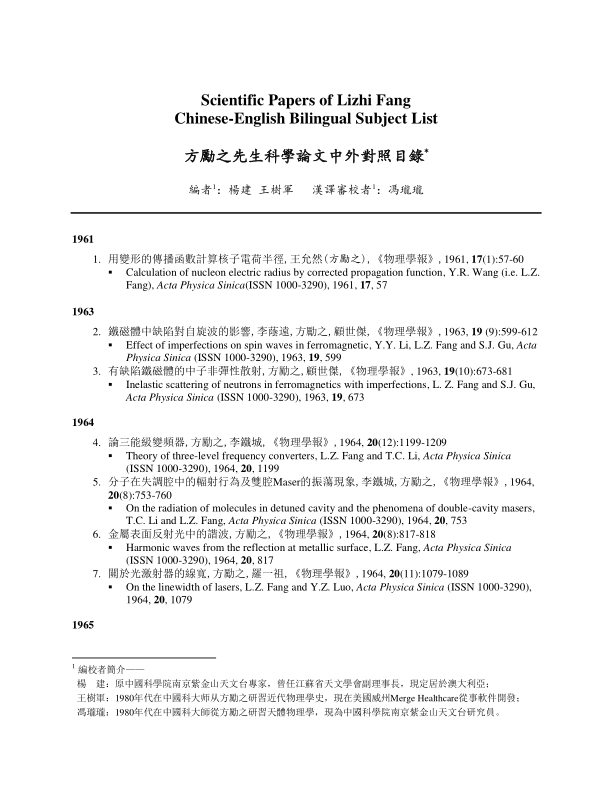 Scientific Papers of Lizhi Fang
Chinese-English Bilingual Subject List
方勵之先生科學論文中外對照目錄*
編者1：楊建 王樹軍 漢譯審校者1：馮瓏瓏
1961
1. 用變形的傳播函數計算核子電荷半徑,王允然(方勵之),《物理學報》,1961, 17(1):57-60
▪ Calculation of nucleon electric radius by corrected propagation function, Y.R. Wang (i.e. L.Z.
Fang), Acta Physica Sinica(ISSN 1000-3290), 1961, 17, 57
1963
2. 鐵磁體中缺陷對自旋波的影響,李蔭遠,方勵之,顧世傑,《物理學報》,1963, 19 (9):599-612
▪ Effect of imperfections on spin waves in ferromagnetic, Y.Y. Li, L.Z. Fang and S.J. Gu, Acta
Physica Sinica (ISSN 1000-3290), 1963, 19, 599
3. 有缺陷鐵磁體的中子非彈性散射,方勵之,顧世傑,《物理學報》,1963, 19(10):673-681
▪ Inelastic scattering of neutrons in ferromagnetics with imperfections, L. Z. Fang and S.J. Gu,
Acta Physica Sinica (ISSN 1000-3290), 1963, 19, 673
1964
4. 論三能級變頻器,方勵之,李鐵城,《物理學報》,1964, 20(12):1199-1209
▪ Theory of three-level frequency converters, L.Z. Fang and T.C. Li, Acta Physica Sinica
(ISSN 1000-3290), 1964, 20, 1199
5. 分子在失調腔中的輻射行為及雙腔Maser的振蕩現象,李鐵城,方勵之,《物理學報》,1964,
20(8):753-760
▪ On the radiation of molecules in detuned cavity and the phenomena of double-cavity masers,
T.C. Li and L.Z. Fang, Acta Physica Sinica (ISSN 1000-3290), 1964, 20, 753
6. 金屬表面反射光中的諧波,方勵之,《物理學報》,1964, 20(8):817-818
▪ Harmonic waves from the reflection at metallic surface, L.Z. Fang, Acta Physica Sinica
(ISSN 1000-3290), 1964, 20, 817
7. 關於光激射器的線寬,方勵之,羅一祖,《物理學報》,1964, 20(11):1079-1089
▪ On the linewidth of lasers, L.Z. Fang and Y.Z. Luo, Acta Physica Sinica (ISSN 1000-3290),
1964, 20, 1079
1965
1 編校者簡介——
楊 建：原中國科學院南京紫金山天文台專家，曾任江蘇省天文學會副理事長，現定居於澳大利亞；
王樹軍：1980年代在中國科大师从方勵之研習近代物理學史，現在美國威州Merge Healthcare從事軟件開發；
馮瓏瓏：1980年代在中國科大師從方勵之研習天體物理學，現為中國科學院南京紫金山天文台研究員。